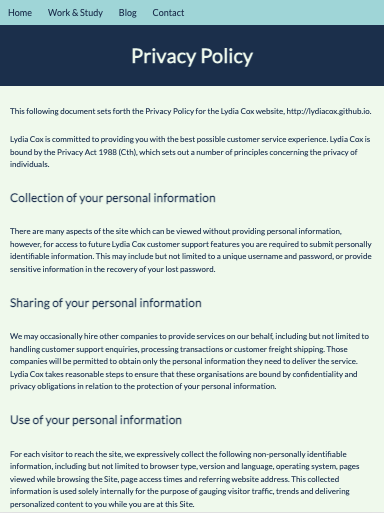 Home Work & Study Blog Contact
Privacy Policy
This following document sets forth the Privacy Policy for the Lydia Cox website, http://lydiacox.github.io.
Lydia Cox is committed to providing you with the best possible customer service experience. Lydia Cox is
bound by the Privacy Act 1988 (Cth), which sets out a number of principles concerning the privacy of
individuals.
Collection of your personal information
There are many aspects of the site which can be viewed without providing personal information,
however, for access to future Lydia Cox customer support features you are required to submit personally
identifiable information. This may include but not limited to a unique username and password, or provide
sensitive information in the recovery of your lost password.
Sharing of your personal information
We may occasionally hire other companies to provide services on our behalf, including but not limited to
handling customer support enquiries, processing transactions or customer freight shipping. Those
companies will be permitted to obtain only the personal information they need to deliver the service.
Lydia Cox takes reasonable steps to ensure that these organisations are bound by confidentiality and
privacy obligations in relation to the protection of your personal information.
Use of your personal information
For each visitor to reach the site, we expressively collect the following non-personally identifiable
information, including but not limited to browser type, version and language, operating system, pages
viewed while browsing the Site, page access times and referring website address. This collected
information is used solely internally for the purpose of gauging visitor traffic, trends and delivering
personalized content to you while you are at this Site.